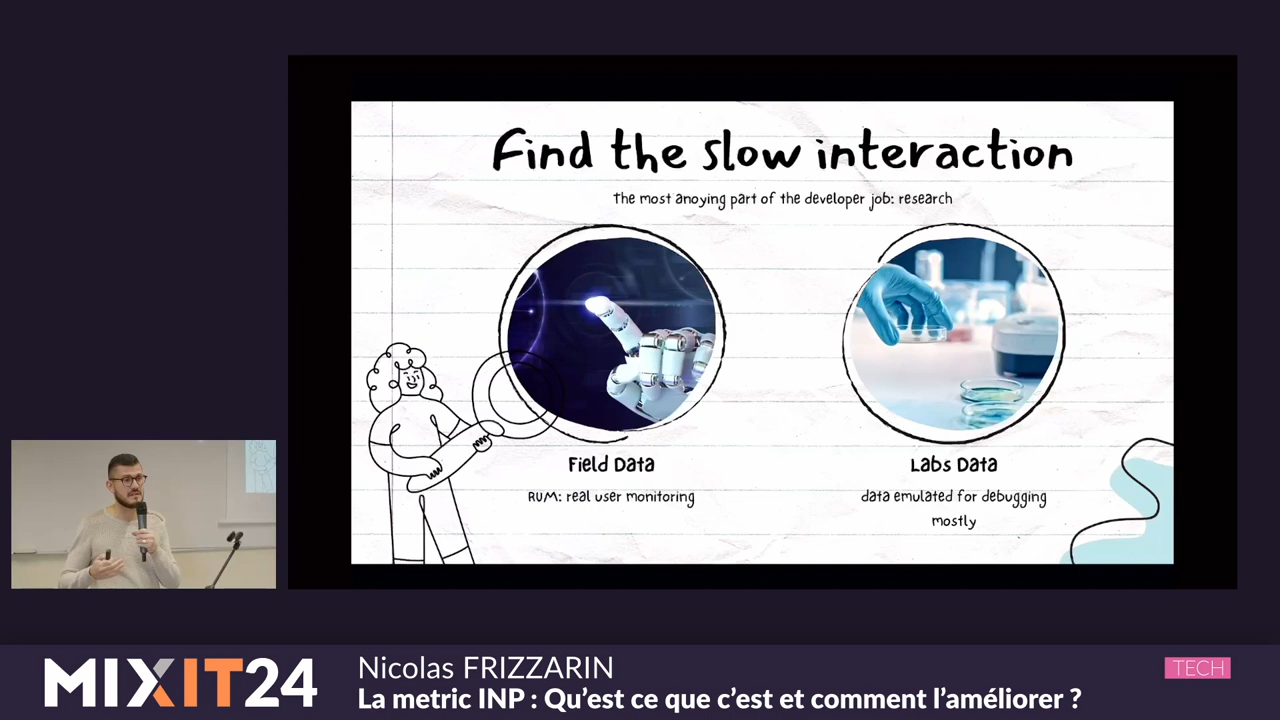 Find the slow interaction
the most anoying part of the developer job: research
Field Data
RUM: real user monitoring
Labs Data
data emulated for debugging
mostly
MIXIT24
Nicolas FRIZZARIN
La metric INP : Qu’est ce que c’est et comment l’améliorer ?
TECH